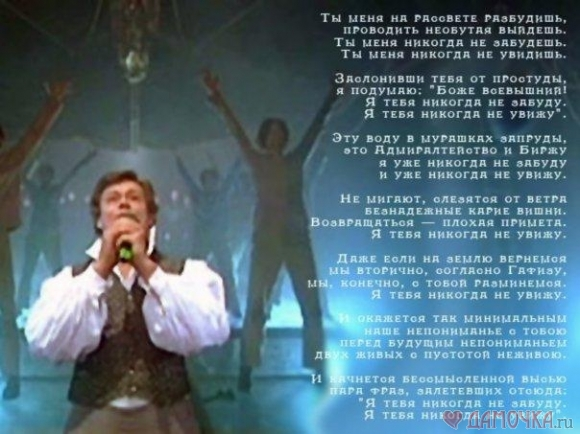 Ты меня на рассвете разбудишь,
проводить необутая выйдешь.
Ты меня никогда не забудешь.
Ты меня никогда не увидишь.
Заслонивши тебя от простуды,
я подумаю: "Боже всевышний!
Я тебя никогда не забуду.
Я тебя никогда не увижу".
Эту воду в мурашках запруды,
это Адмиралтейство и Биржу
я уже никогда не забуду
и уже никогда не увижу.
Не мигают, слезятся от ветра
безнадежные карие вишни.
Возвращаться — плохая примета.
Я тебя никогда не увижу.
Даже если на землю вернемся
мы вторично, согласно Гафизу,
мы, конечно, с тобой разминемся.
Я тебя никогда не увижу.
И окажется так минимальным
наше непониманье с тобою
перед будущим непониманьем
двух живых с пустотой неживою.
И качнется бессмысленной высью
пара фраз, залетевших отсюда:
"Я тебя никогда не забуду.
Я тебя никогда не увижу".
ДАМОЧКА.ru